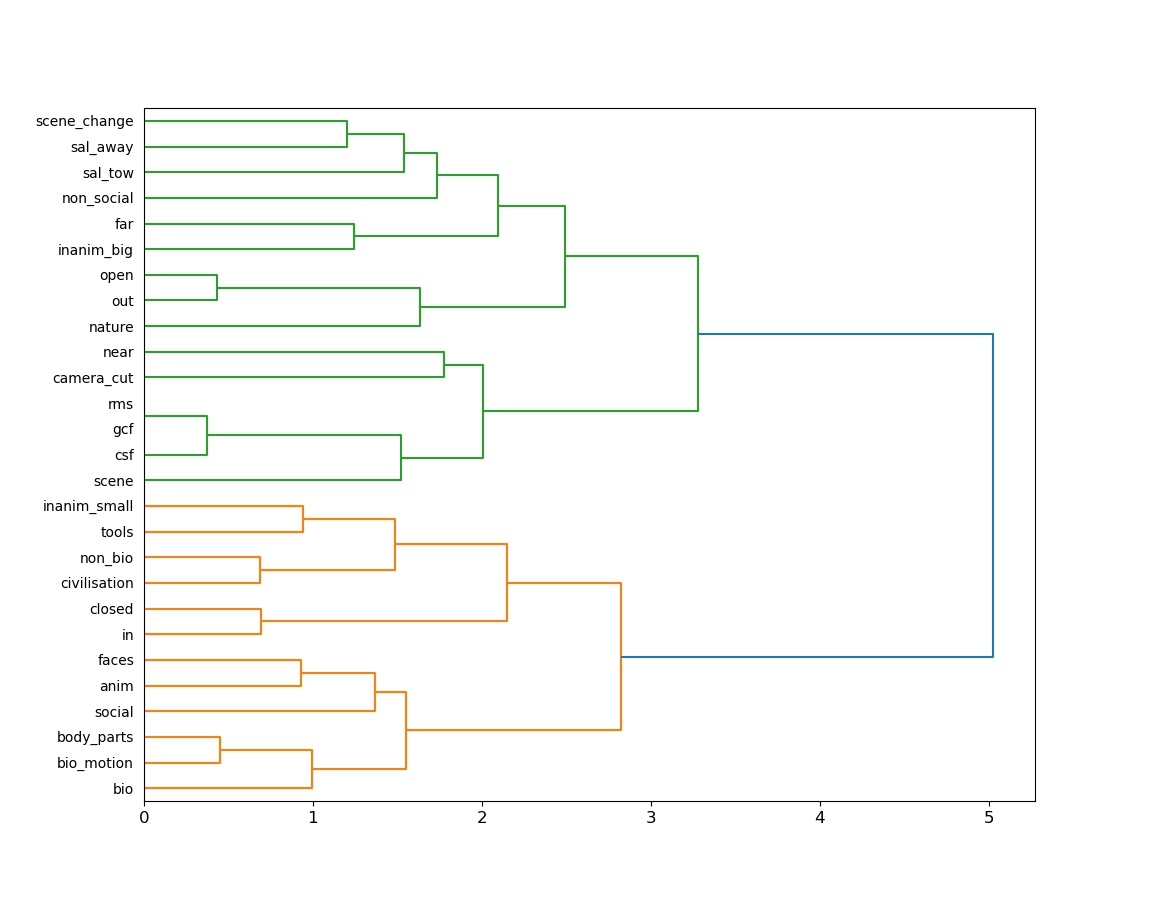 scene_change
sal_away
sal_tow
non_social
far
inanim_big
open
out
nature
near
camera_cut
rms
gcf
csf
scene
inanim_small
tools
non_bio
civilisation
closed
in
faces
anim
social
body_parts
bio_motion
bio
0 1 2 3 4 5